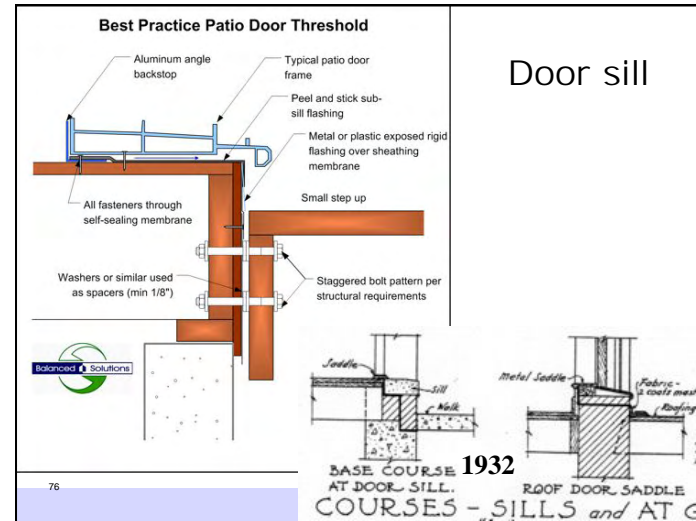 Best Practice Patio Door Threshold
Door sill
Aluminum angle
backstop
Typical patio door
frame
Peel and stick sub-
sill flashing
Metal or plastic exposed rigid
flashing over sheathing
membrane
All fasteners through
self-sealing membrane
Small step up
Washers or similar used
as spacers (min 1/8")
Staggered bolt pattern per
structural requirements
Balanced Solutions
Saddle
Sill
Walk
BASE COURSE
AT DOOR SILL.
1932
Metal Saddle
Fabric-
2 coats mast
Roofing
ROOF DOOR SADDLE
COURSES - SILLS and AT
76